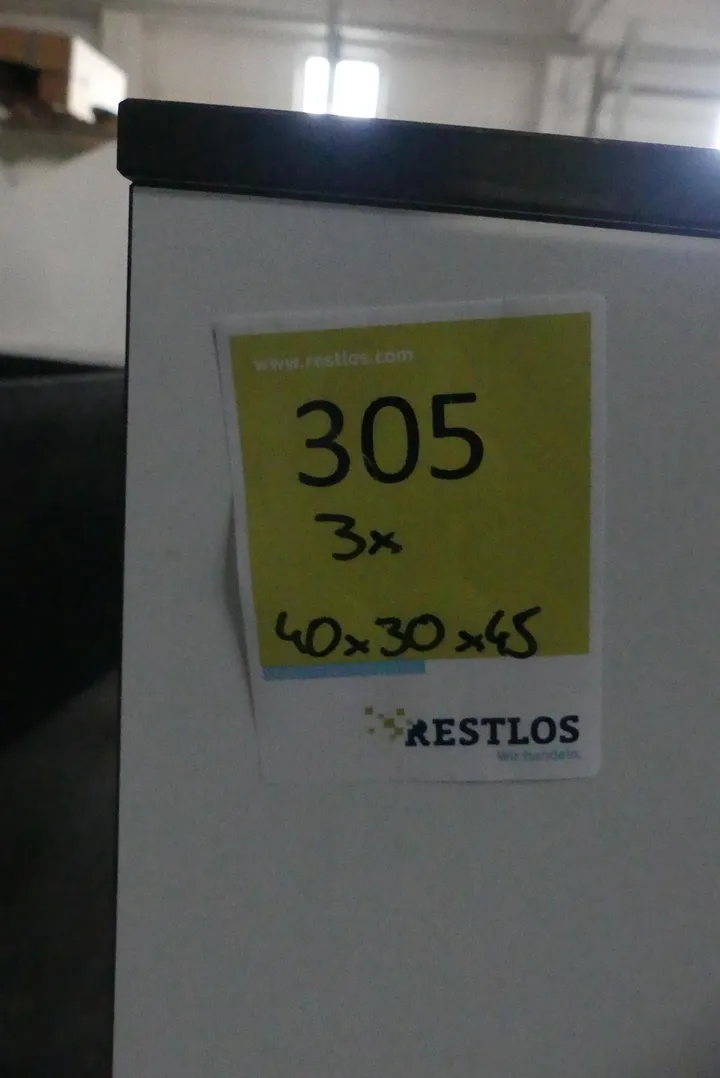 www.restlos.com
305
3x
40x30x45
RESTLOS
Wir handeln.